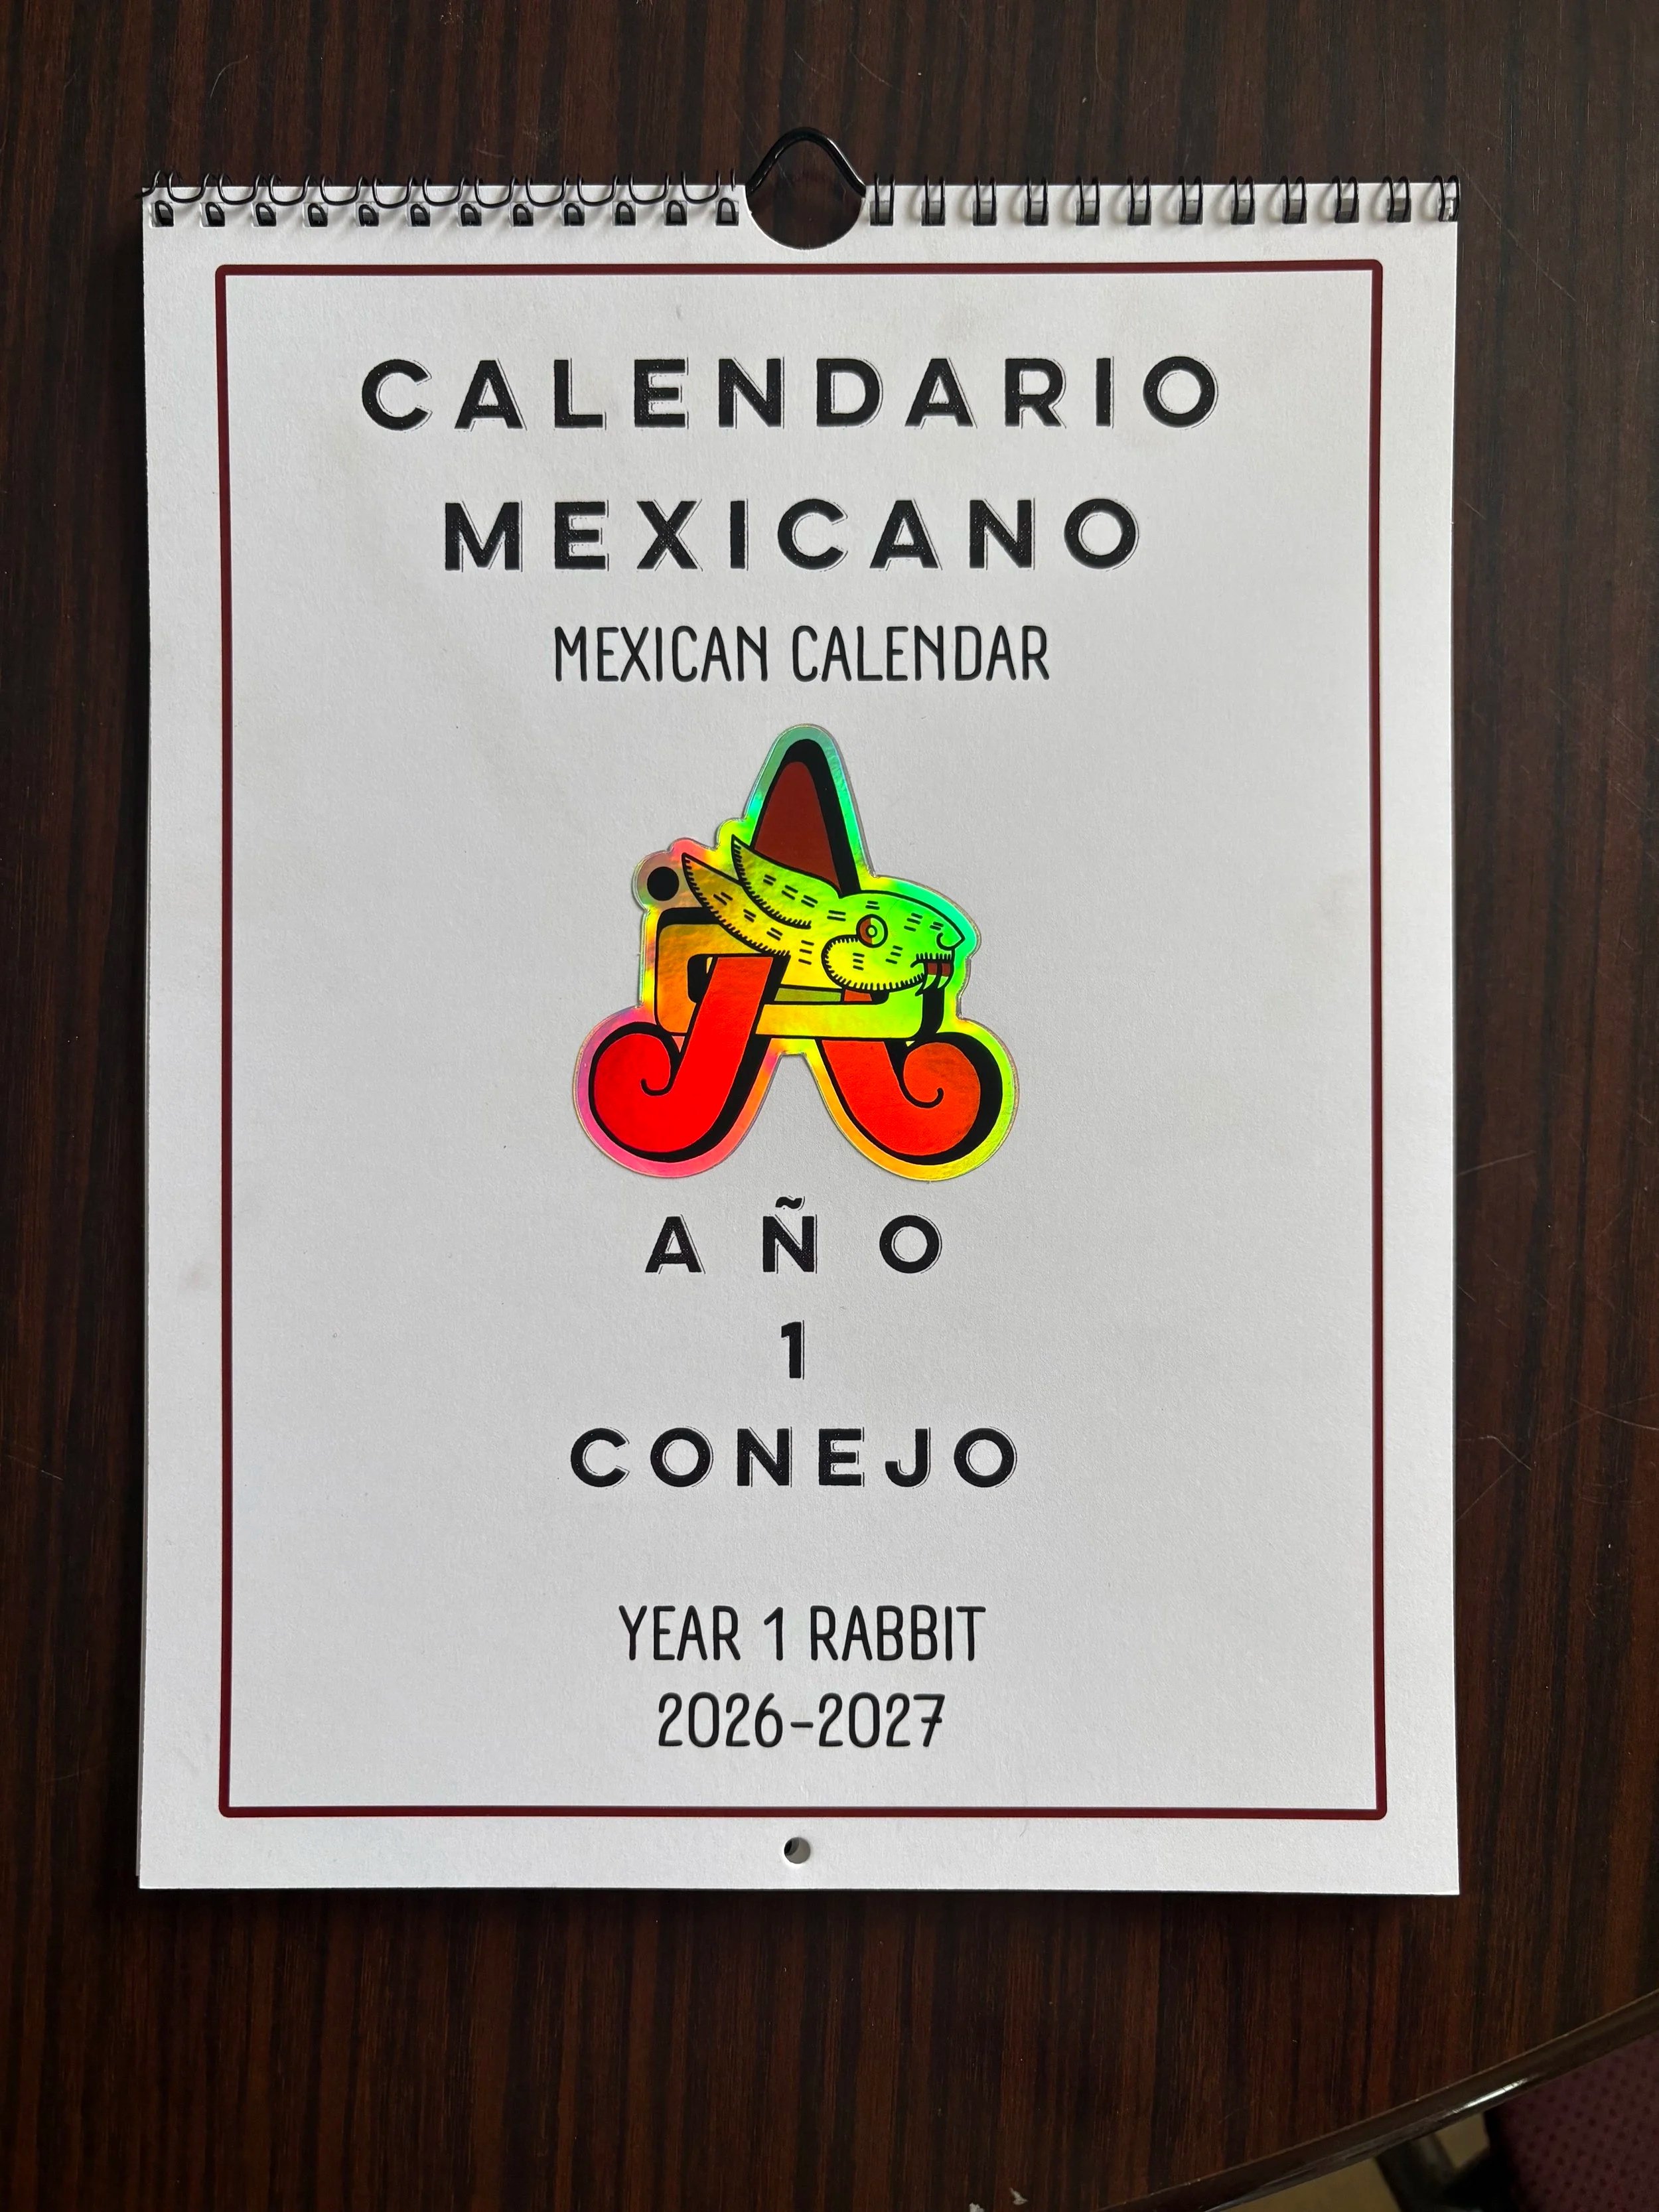 CALENDARIO
MEXICANO
MEXICAN CALENDAR
AÑO
1
CONEJO
YEAR 1 RABBIT
2026-2027